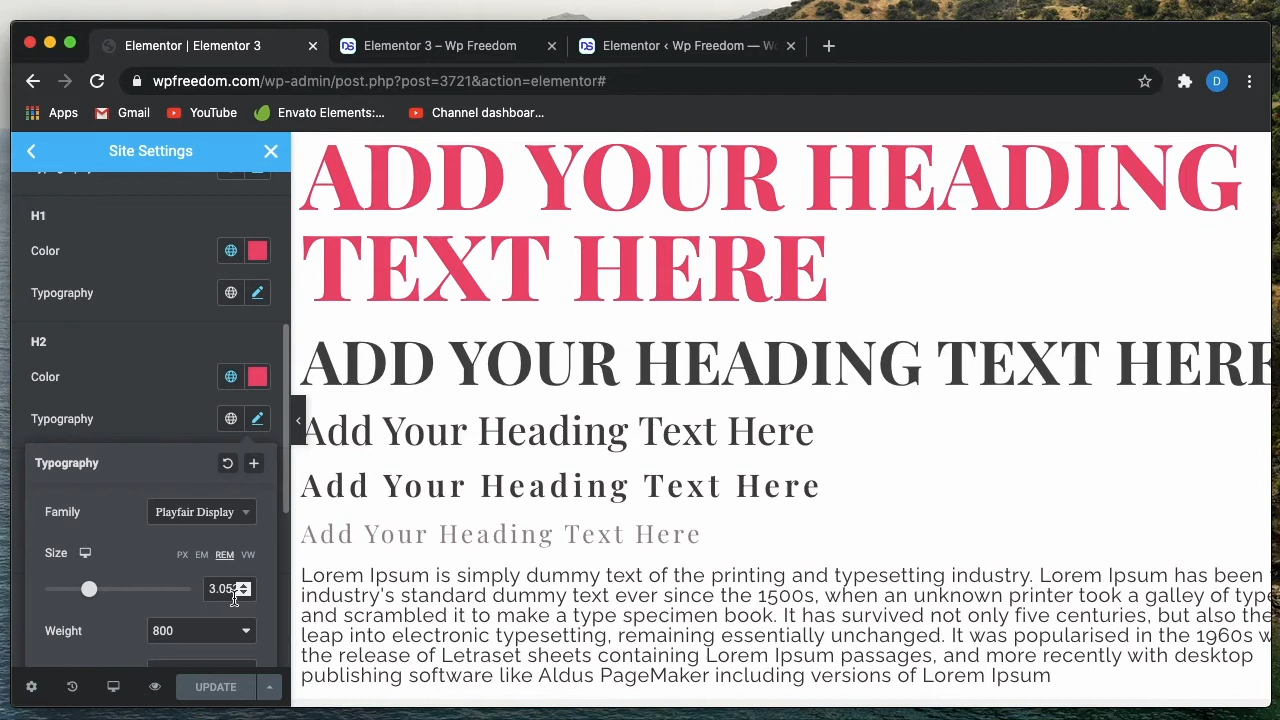 Elementor | Elementor 3
Elementor 3 – Wp Freedom
Elementor ‹ Wp Freedom — Wo
wpfreedom.com/wp-admin/post.php?post=3721&action=elementor#
D
Apps
Gmail
YouTube
Envato Elements:...
Channel dashboar...
Site Settings
H1
Color
Typography
H2
Color
Typography
Typography
Family
Playfair Display
Size
PX EM REM VW
3.053
Weight
800
UPDATE
ADD YOUR HEADING
TEXT HERE
ADD YOUR HEADING TEXT HERE
Add Your Heading Text Here
Add Your Heading Text Here
Add Your Heading Text Here
Lorem Ipsum is simply dummy text of the printing and typesetting industry. Lorem Ipsum has been
industry's standard dummy text ever since the 1500s, when an unknown printer took a galley of type
and scrambled it to make a type specimen book. It has survived not only five centuries, but also the
leap into electronic typesetting, remaining essentially unchanged. It was popularised in the 1960s w
the release of Letraset sheets containing Lorem Ipsum passages, and more recently with desktop
publishing software like Aldus PageMaker including versions of Lorem Ipsum